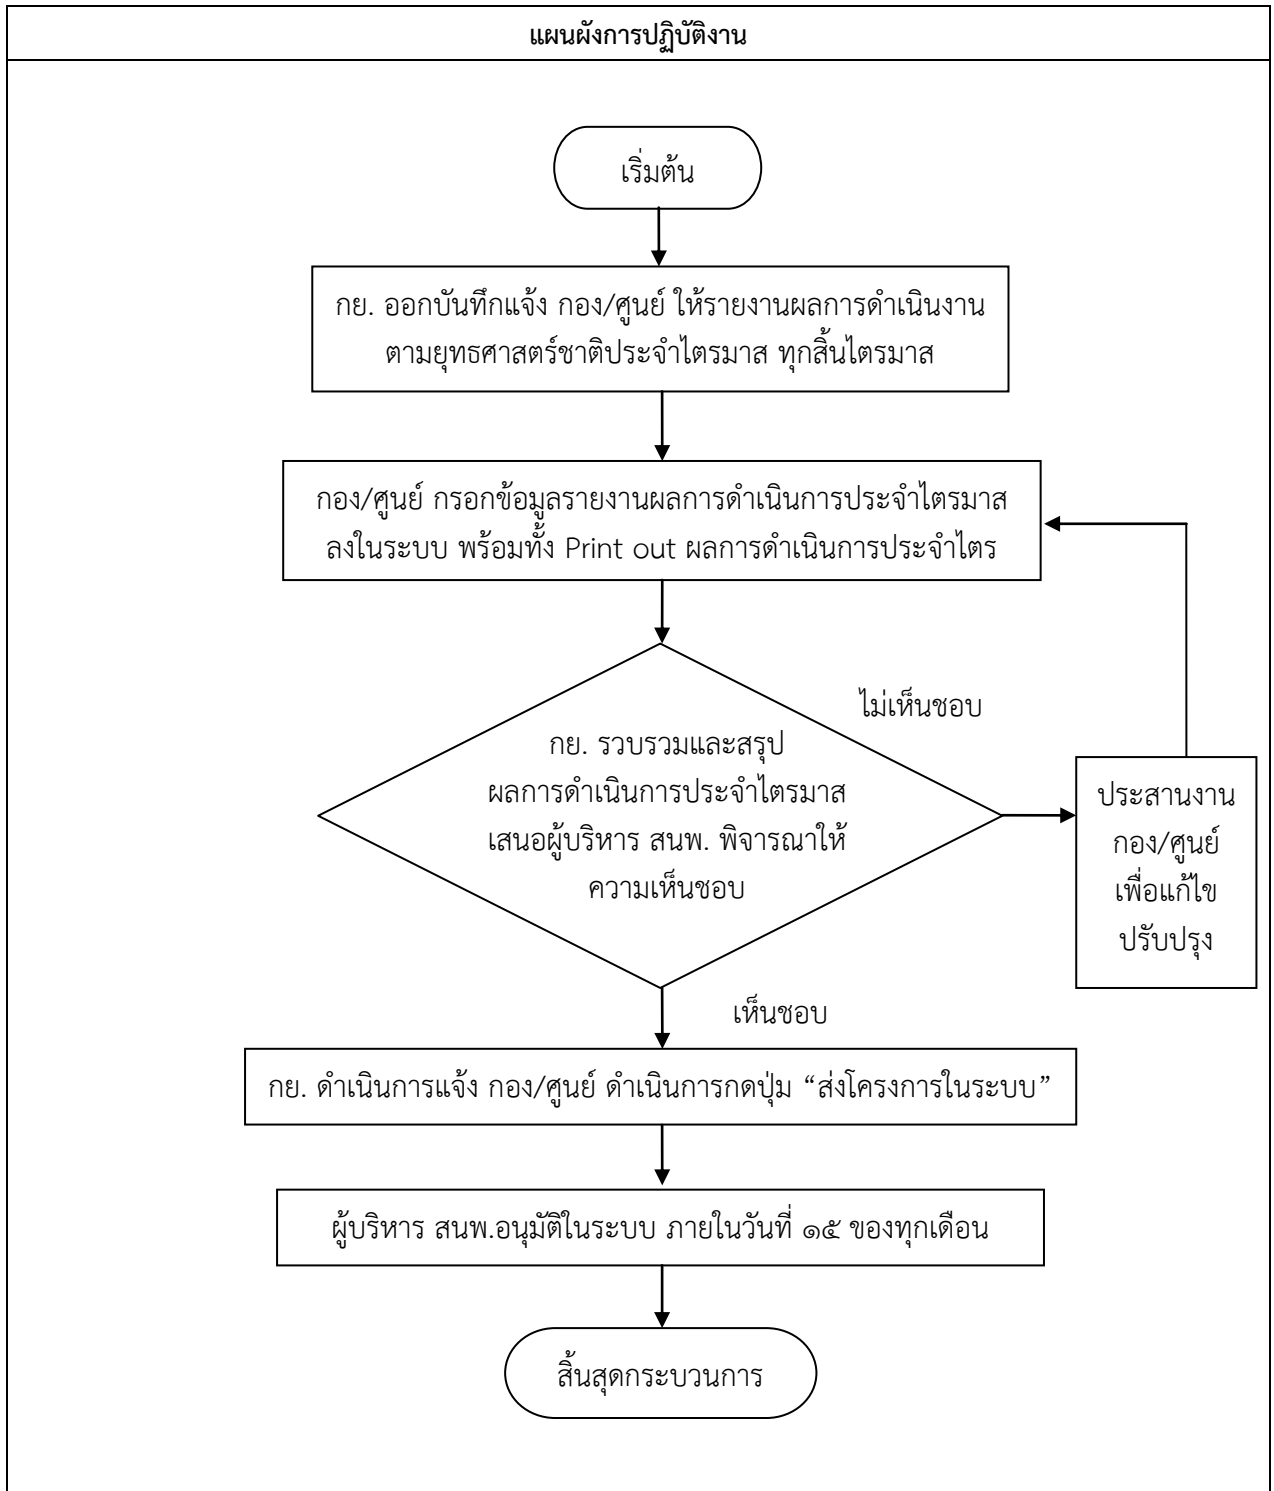 แผนผังการปฏิบัติงาน
เริ่มต้น
กย. ออกบันทึกแจ้ง กอง/ศูนย์ ให้รายงานผลการดำเนินงาน
ตามยุทธศาสตร์ชาติประจำไตรมาส ทุกสิ้นไตรมาส
กอง/ศูนย์ กรอกข้อมูลรายงานผลการดำเนินการประจำไตรมาส
ลงในระบบ พร้อมทั้ง Print out ผลการดำเนินการประจำไตร
ไม่เห็นชอบ
กย. รวบรวมและสรุป
ผลการดำเนินการประจำไตรมาส
เสนอผู้บริหาร สนพ. พิจารณาให้
ความเห็นชอบ
ประสานงาน
กอง/ศูนย์
เพื่อแก้ไข
ปรับปรุง
เห็นชอบ
กย. ดำเนินการแจ้ง กอง/ศูนย์ ดำเนินการกดปุ่ม “ส่งโครงการในระบบ”
ผู้บริหาร สนพ.อนุมัติในระบบ ภายในวันที่ ๑๕ ของทุกเดือน
สิ้นสุดกระบวนการ